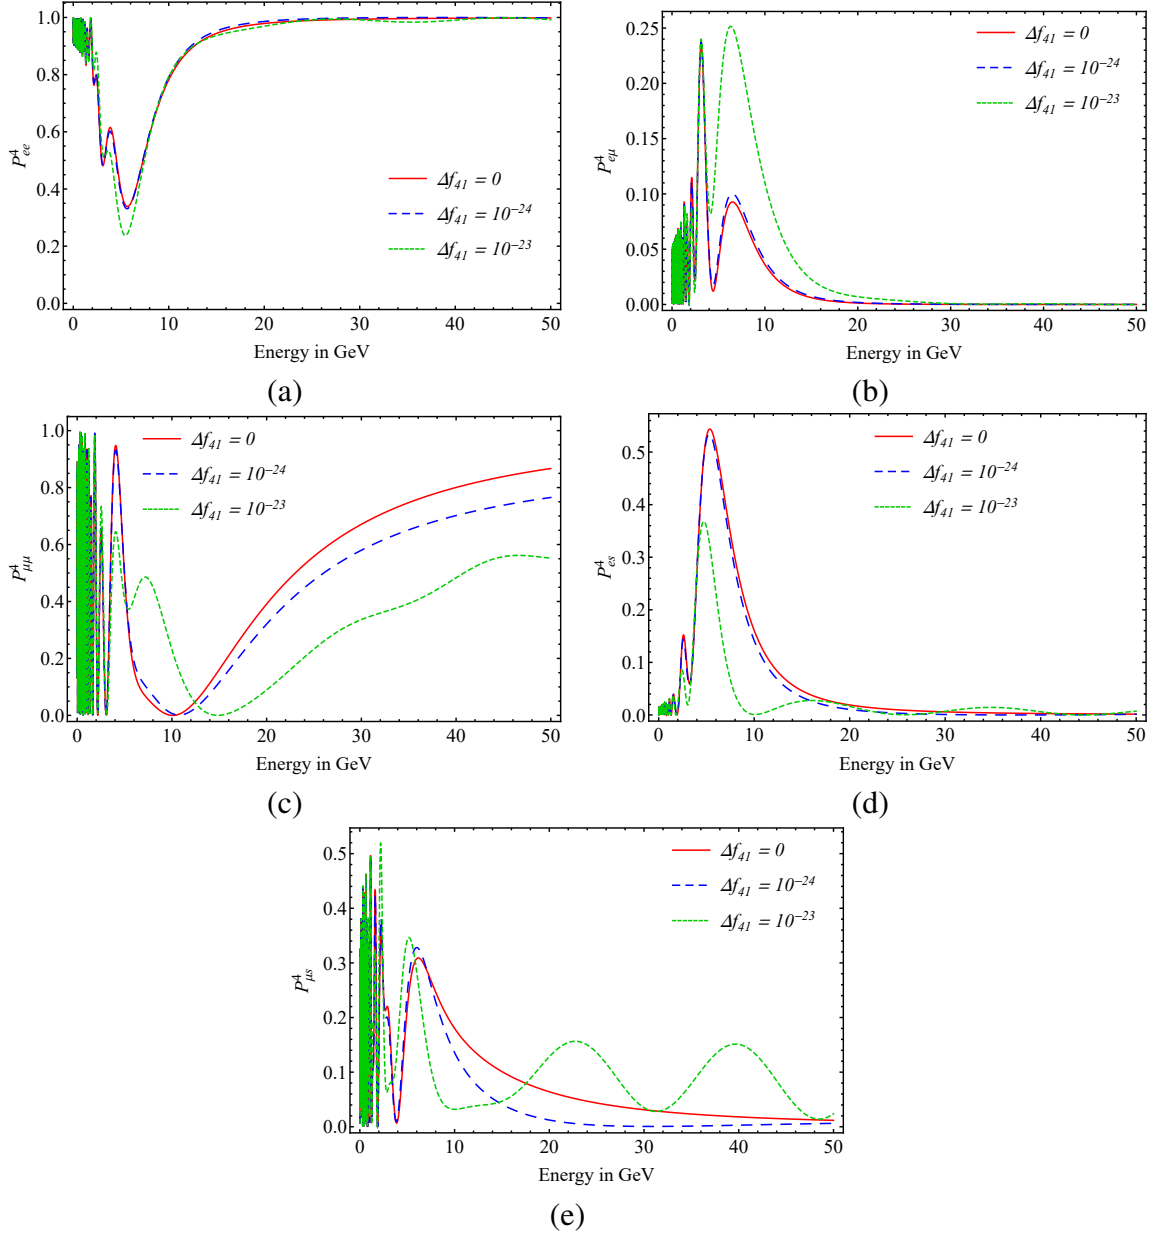 1.0
0.8
0.6
0.4
0.2
0.0
P⁴ₑₑ
Δf₄₁ = 0
Δf₄₁ = 10⁻²⁴
Δf₄₁ = 10⁻²³
0 10 20 30 40 50
Energy in GeV
(a)
0.25
0.20
0.15
0.10
0.05
0.00
P⁴ₑμ
Δf₄₁ = 0
Δf₄₁ = 10⁻²⁴
Δf₄₁ = 10⁻²³
0 10 20 30 40 50
Energy in GeV
(b)
1.0
0.8
0.6
0.4
0.2
0.0
P⁴μμ
Δf₄₁ = 0
Δf₄₁ = 10⁻²⁴
Δf₄₁ = 10⁻²³
0 10 20 30 40 50
Energy in GeV
(c)
0.5
0.4
0.3
0.2
0.1
0.0
P⁴ₑₛ
Δf₄₁ = 0
Δf₄₁ = 10⁻²⁴
Δf₄₁ = 10⁻²³
0 10 20 30 40 50
Energy in GeV
(d)
0.5
0.4
0.3
0.2
0.1
0.0
P⁴μs
Δf₄₁ = 0
Δf₄₁ = 10⁻²⁴
Δf₄₁ = 10⁻²³
0 10 20 30 40 50
Energy in GeV
(e)